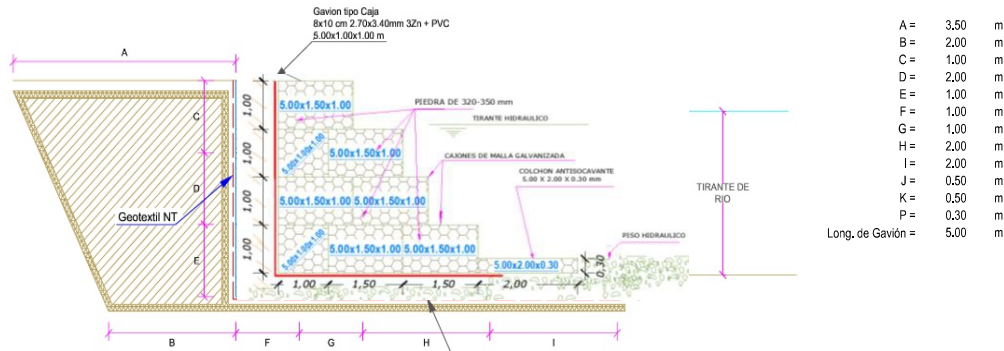 Gavion tipo Caja
8x10 cm 2.70x3.40mm 3Zn + PVC
5.00x1.00x1.00 m
A
1,00
1,00
1,00
1,00
C
D
E
Geotextil NT
5.00x1.50x1.00
5.00x1.00x1.00
5.00x1.50x1.00
5.00x1.50x1.00
5.00x1.50x1.00
5.00x1.00x1.00
5.00x1.50x1.00
5.00x1.50x1.00
5.00x2.00x0.30
PIEDRA DE 320-350 mm
TIRANTE HIDRAULICO
CAJONES DE MALLA GALVANIZADA
COLCHON ANTISOCAVANTE
5.00 X 2.00 X 0.30 mm
PISO HIDRAULICO
0,30
1,00
1,50
1,50
2,00
B
F
G
H
I
TIRANTE DE
RIO
A = 3.50 m
B = 2.00 m
C = 1.00 m
D = 2.00 m
E = 1.00 m
F = 1,00 m
G = 1,00 m
H = 2.00 m
I = 2.00 m
J = 0.50 m
K = 0.50 m
P = 0.30 m
Long. de Gavión = 5.00 m